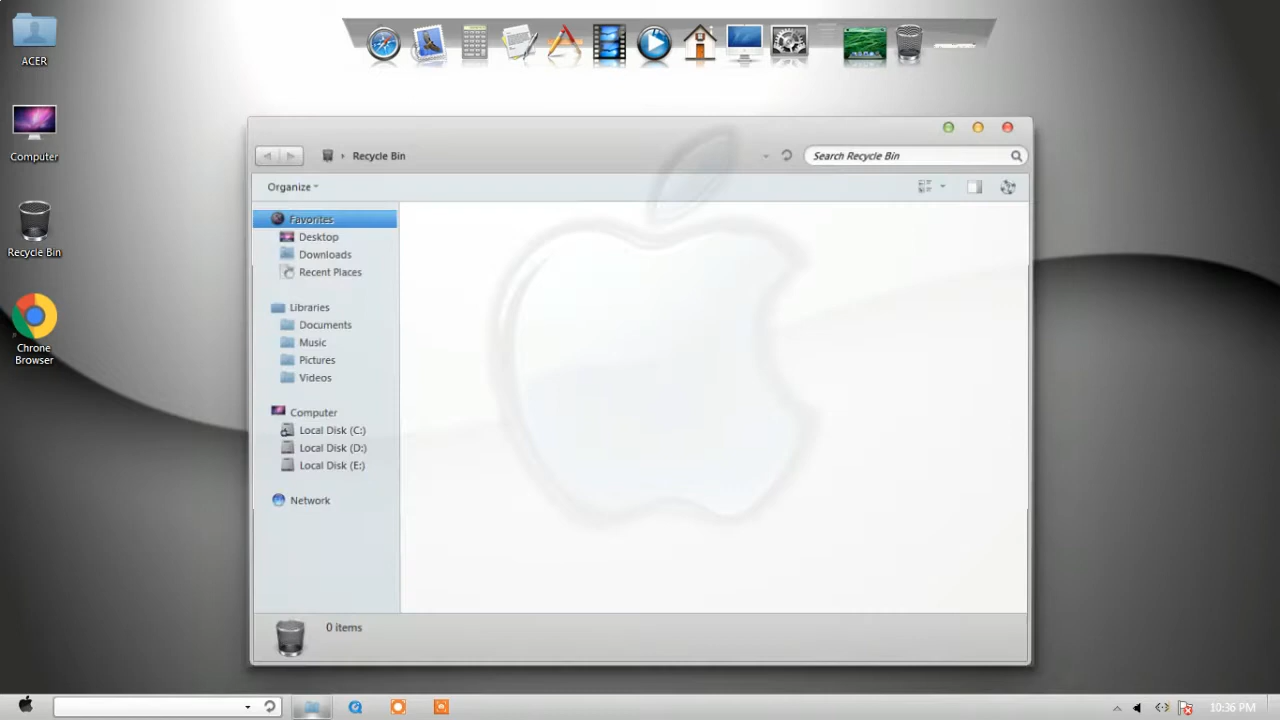 ACER
Computer
Recycle Bin
Chrone
Browser
Recycle Bin
Search Recycle Bin
Organize
Favorites
Desktop
Downloads
Recent Places
Libraries
Documents
Music
Pictures
Videos
Computer
Local Disk (C:)
Local Disk (D:)
Local Disk (E:)
Network
0 items
10:36 PM